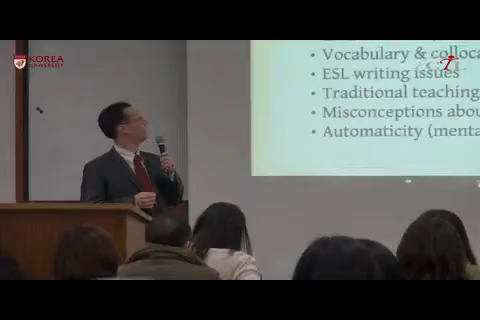 KOREA
UNIVERSITY
• Vocabulary & colloca
• ESL writing issues
• Traditional teaching
• Misconceptions abou
• Automaticity (menta